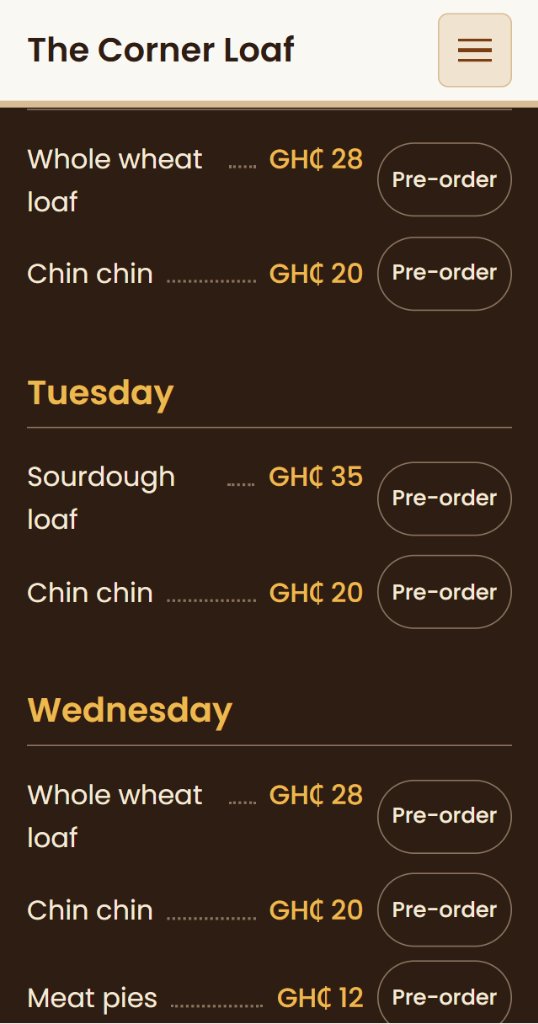 The Corner Loaf
Whole wheat ..... GH₵ 28 Pre-order
loaf
Chin chin ................ GH₵ 20 Pre-order
Tuesday
Sourdough ..... GH₵ 35 Pre-order
loaf
Chin chin ................ GH₵ 20 Pre-order
Wednesday
Whole wheat ..... GH₵ 28 Pre-order
loaf
Chin chin ................ GH₵ 20 Pre-order
Meat pies ................ GH₵ 12 Pre-order